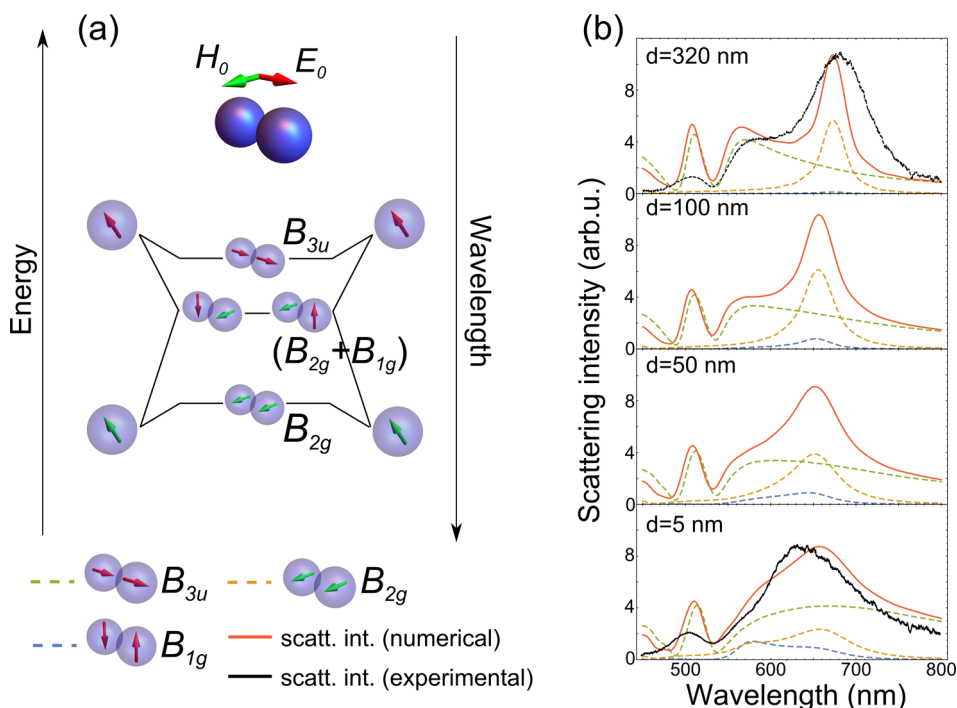 (a)
Energy
H0
E0
B3u
(B2g+B1g)
B2g
Wavelength
B3u
B2g
B1g
scatt. int. (numerical)
scatt. int. (experimental)
(b)
Scattering intensity (arb.u.)
d=320 nm
8
4
0
d=100 nm
8
4
0
d=50 nm
8
4
0
d=5 nm
8
4
0
500 600 700 800
Wavelength (nm)